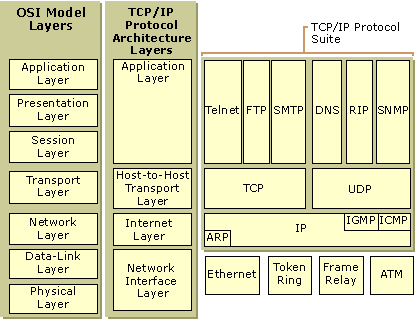 OSI Model
Layers
TCP/IP
Protocol
Architecture
Layers
TCP/IP Protocol
Suite
Application
Layer
Presentation
Layer
Session
Layer
Transport
Layer
Network
Layer
Data-Link
Layer
Physical
Layer
Application
Layer
Host-to-Host
Transport
Layer
Internet
Layer
Network
Interface
Layer
Telnet
FTP
SMTP
DNS
RIP
SNMP
TCP
UDP
IP
IGMP
ICMP
ARP
Ethernet
Token
Ring
Frame
Relay
ATM